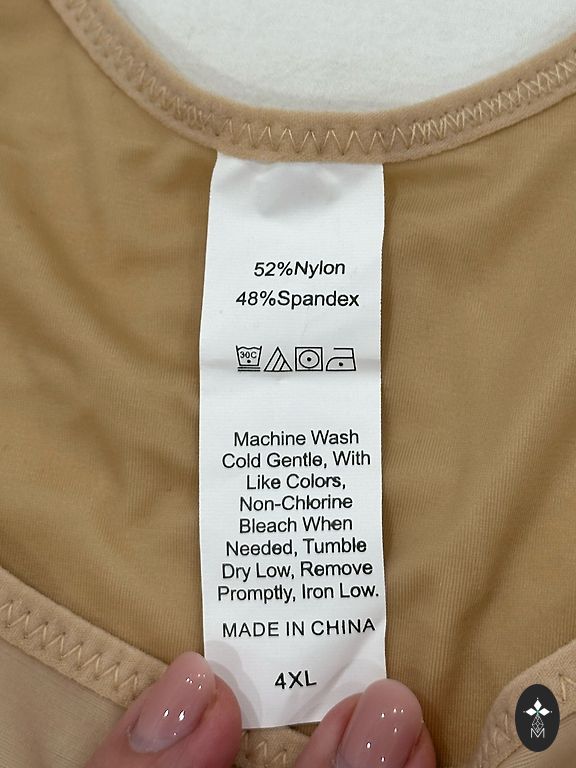 52%Nylon
48%Spandex
30C
Machine Wash
Cold Gentle, With
Like Colors,
Non-Chlorine
Bleach When
Needed, Tumble
Dry Low, Remove
Promptly, Iron Low.
MADE IN CHINA
4XL
M